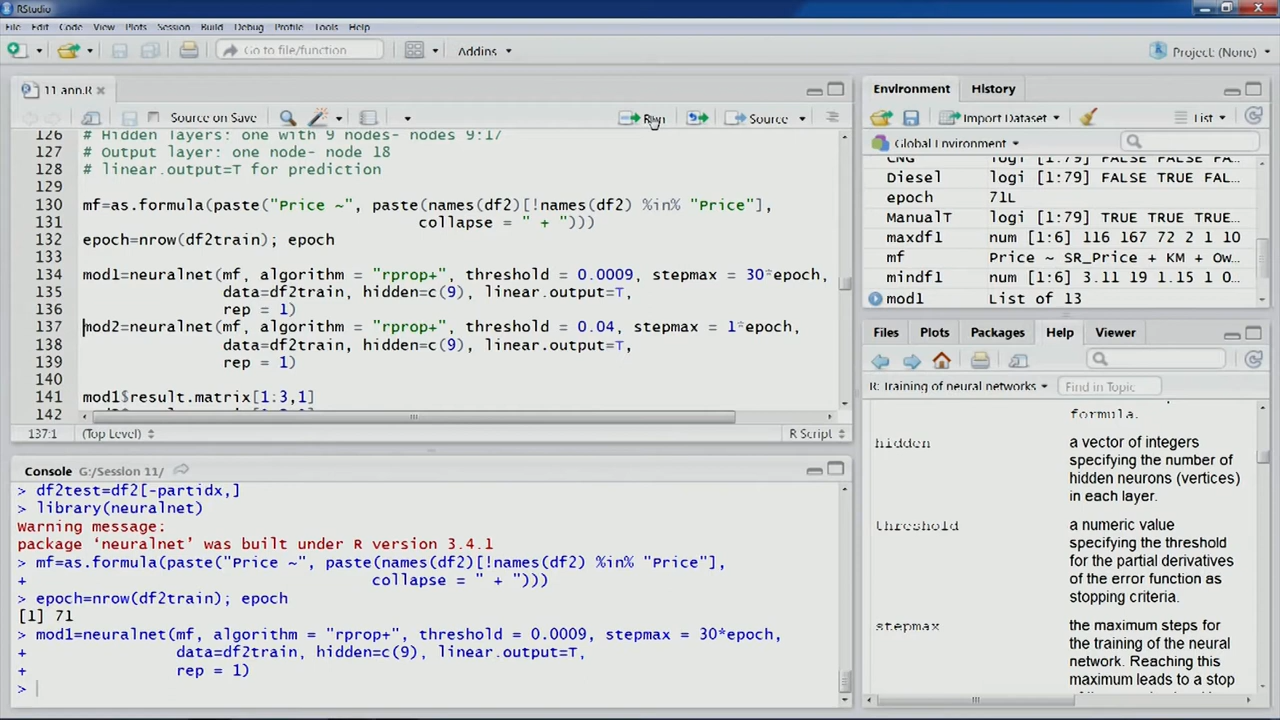 RStudio
File Edit Code View Plots Session Build Debug Profile Tools Help
Go to file/function
Addins
Project: (None)
11 ann.R
Source on Save
Run
Source
126 # Hidden layers: one with 9 nodes- nodes 9:17
127 # Output layer: one node- node 18
128 # linear.output=T for prediction
129
130 mf=as.formula(paste("Price ~", paste(names(df2)[!names(df2) %in% "Price"],
131 collapse = " + ")))
132 epoch=nrow(df2train); epoch
133
134 mod1=neuralnet(mf, algorithm = "rprop+", threshold = 0.0009, stepmax = 30*epoch,
135 data=df2train, hidden=c(9), linear.output=T,
136 rep = 1)
137 mod2=neuralnet(mf, algorithm = "rprop+", threshold = 0.04, stepmax = 1*epoch,
138 data=df2train, hidden=c(9), linear.output=T,
139 rep = 1)
140
141 mod1$result.matrix[1:3,1]
142
137:1 (Top Level) R Script
Console G:/Session 11/
> df2test=df2[-partidx,]
> library(neuralnet)
Warning message:
package ‘neuralnet’ was built under R version 3.4.1
> mf=as.formula(paste("Price ~", paste(names(df2)[!names(df2) %in% "Price"],
+ collapse = " + ")))
> epoch=nrow(df2train); epoch
[1] 71
> mod1=neuralnet(mf, algorithm = "rprop+", threshold = 0.0009, stepmax = 30*epoch,
+ data=df2train, hidden=c(9), linear.output=T,
+ rep = 1)
>
Environment History
Import Dataset List
Global Environment
CNG logi [1:79] FALSE FALSE FAL…
Diesel logi [1:79] FALSE TRUE FAL…
epoch 71L
ManualT logi [1:79] TRUE TRUE TRUE…
maxdf1 num [1:6] 116 167 72 2 1 10
mf Price ~ SR_Price + KM + Ow…
mindf1 num [1:6] 3.11 19 1.15 1 0…
mod1 List of 13
Files Plots Packages Help Viewer
R: Training of neural networks Find in Topic
formula.
hidden a vector of integers
specifying the number of
hidden neurons (vertices)
in each layer.
threshold a numeric value
specifying the threshold
for the partial derivatives
of the error function as
stopping criteria.
stepmax the maximum steps for
the training of the neural
network. Reaching this
maximum leads to a stop